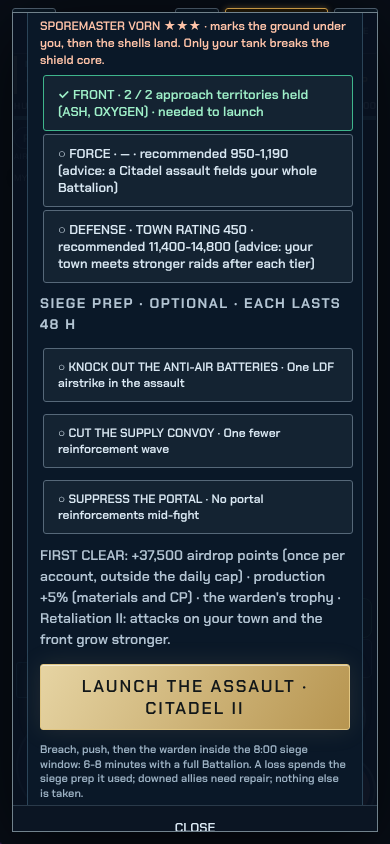 SPOREMASTER VORN ★★★ · marks the ground under
you, then the shells land. Only your tank breaks the
shield core.
✓ FRONT · 2 / 2 approach territories held
(ASH, OXYGEN) · needed to launch
○ FORCE · — · recommended 950-1,190
(advice: a Citadel assault fields your whole
Battalion)
○ DEFENSE · TOWN RATING 450 ·
recommended 11,400-14,800 (advice: your
town meets stronger raids after each tier)
SIEGE PREP · OPTIONAL · EACH LASTS
48 H
○ KNOCK OUT THE ANTI-AIR BATTERIES · One LDF
airstrike in the assault
○ CUT THE SUPPLY CONVOY · One fewer
reinforcement wave
○ SUPPRESS THE PORTAL · No portal
reinforcements mid-fight
FIRST CLEAR: +37,500 airdrop points (once per
account, outside the daily cap) · production
+5% (materials and CP) · the warden's trophy ·
Retaliation II: attacks on your town and the
front grow stronger.
LAUNCH THE ASSAULT ·
CITADEL II
Breach, push, then the warden inside the 8:00 siege
window: 6-8 minutes with a full Battalion. A loss spends the
siege prep it used; downed allies need repair; nothing else
is taken.
CLOSE